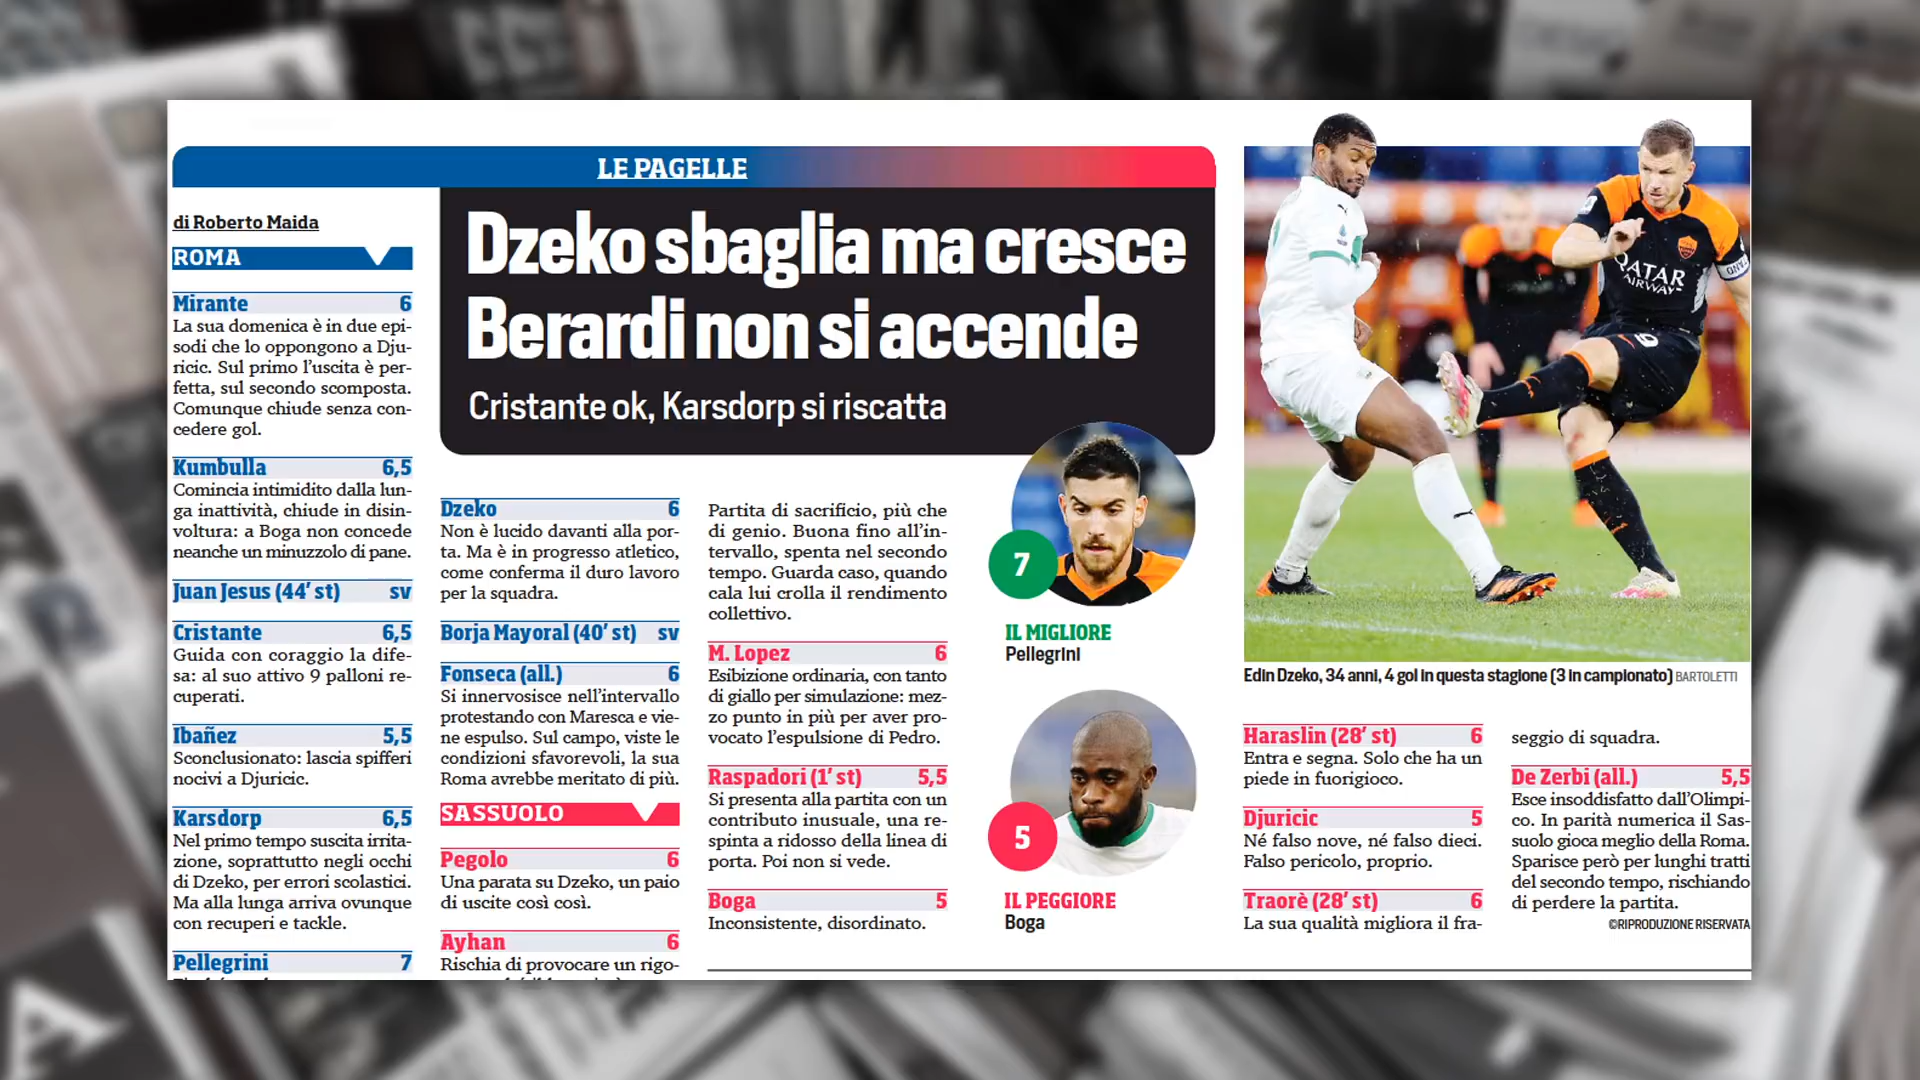 LE PAGELLE
di Roberto Maida
Dzeko sbaglia ma cresce
Berardi non si accende
Cristante ok, Karsdorp si riscatta
ROMA
Mirante 6
La sua domenica è in due epi-
sodi che lo oppongono a Dju-
ricic. Sul primo l'uscita è per-
fetta, sul secondo scomposta.
Comunque chiude senza con-
cedere gol.
Kumbulla 6,5
Comincia intimidito dalla lun-
ga inattività, chiude in disin-
voltura: a Boga non concede
neanche un minuzzolo di pane.
Juan Jesus (44' st) sv
Cristante 6,5
Guida con coraggio la dife-
sa: al suo attivo 9 palloni re-
cuperati.
Ibañez 5,5
Sconclusionato: lascia spifferi
nocivi a Djuricic.
Karsdorp 6,5
Nel primo tempo suscita irrita-
zione, soprattutto negli occhi
di Dzeko, per errori scolastici.
Ma alla lunga arriva ovunque
con recuperi e tackle.
Pellegrini 7
Dzeko 6
Non è lucido davanti alla por-
ta. Ma è in progresso atletico,
come conferma il duro lavoro
per la squadra.
Borja Mayoral (40' st) sv
Fonseca (all.) 6
Si innervosisce nell'intervallo
protestando con Maresca e vie-
ne espulso. Sul campo, viste le
condizioni sfavorevoli, la sua
Roma avrebbe meritato di più.
SASSUOLO
Pegolo 6
Una parata su Dzeko, un paio
di uscite così così.
Ayhan 6
Rischia di provocare un rigo-
Partita di sacrificio, più che
di genio. Buona fino all'in-
tervallo, spenta nel secondo
tempo. Guarda caso, quando
cala lui crolla il rendimento
collettivo.
M. Lopez 6
Esibizione ordinaria, con tanto
di giallo per simulazione: mez-
zo punto in più per aver pro-
vocato l'espulsione di Pedro.
Raspadori (1' st) 5,5
Si presenta alla partita con un
contributo inusuale, una re-
spinta a ridosso della linea di
porta. Poi non si vede.
Boga 5
Inconsistente, disordinato.
7
IL MIGLIORE
Pellegrini
5
IL PEGGIORE
Boga
QATAR
AIRWAY
9
Edin Dzeko, 34 anni, 4 gol in questa stagione (3 in campionato) BARTOLETTI
Haraslin (28' st) 6
Entra e segna. Solo che ha un
piede in fuorigioco.
Djuricic 5
Né falso nove, né falso dieci.
Falso pericolo, proprio.
Traorè (28' st) 6
La sua qualità migliora il fra-
seggio di squadra.
De Zerbi (all.) 5,5
Esce insoddisfatto dall'Olimpi-
co. In parità numerica il Sas-
suolo gioca meglio della Roma.
Sparisce però per lunghi tratti
del secondo tempo, rischiando
di perdere la partita.
©RIPRODUZIONE RISERVATA